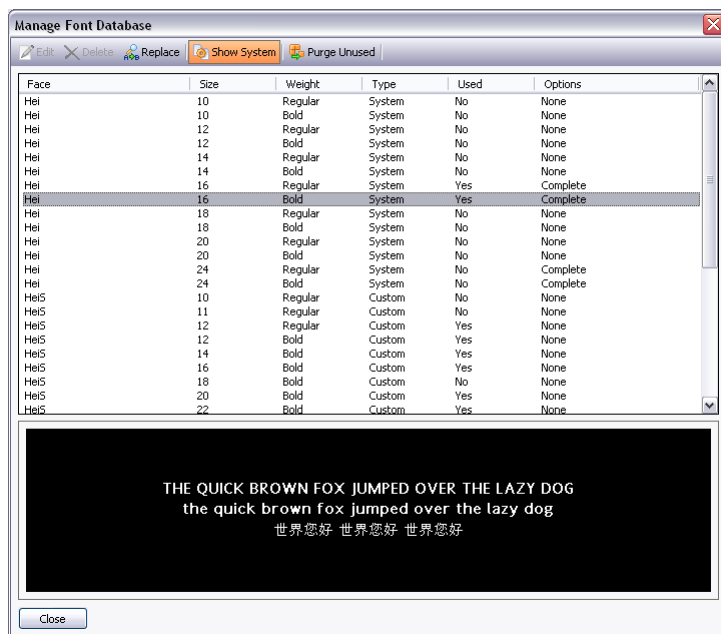 Manage Font Database
Edit Delete Replace Show System Purge Unused
Face Size Weight Type Used Options
Hei 10 Regular System No None
Hei 10 Bold System No None
Hei 12 Regular System No None
Hei 12 Bold System No None
Hei 14 Regular System No None
Hei 14 Bold System No None
Hei 16 Regular System Yes Complete
Hei 16 Bold System Yes Complete
Hei 18 Regular System No None
Hei 18 Bold System No None
Hei 20 Regular System No None
Hei 20 Bold System No None
Hei 24 Regular System No Complete
Hei 24 Bold System No Complete
HeiS 10 Regular Custom No None
HeiS 11 Regular Custom No None
HeiS 12 Regular Custom Yes None
HeiS 12 Bold Custom Yes None
HeiS 14 Bold Custom Yes None
HeiS 16 Bold Custom Yes None
HeiS 18 Bold Custom No None
HeiS 20 Bold Custom Yes None
HeiS 22 Bold Custom Yes None
THE QUICK BROWN FOX JUMPED OVER THE LAZY DOG
the quick brown fox jumped over the lazy dog
世界您好 世界您好 世界您好
Close